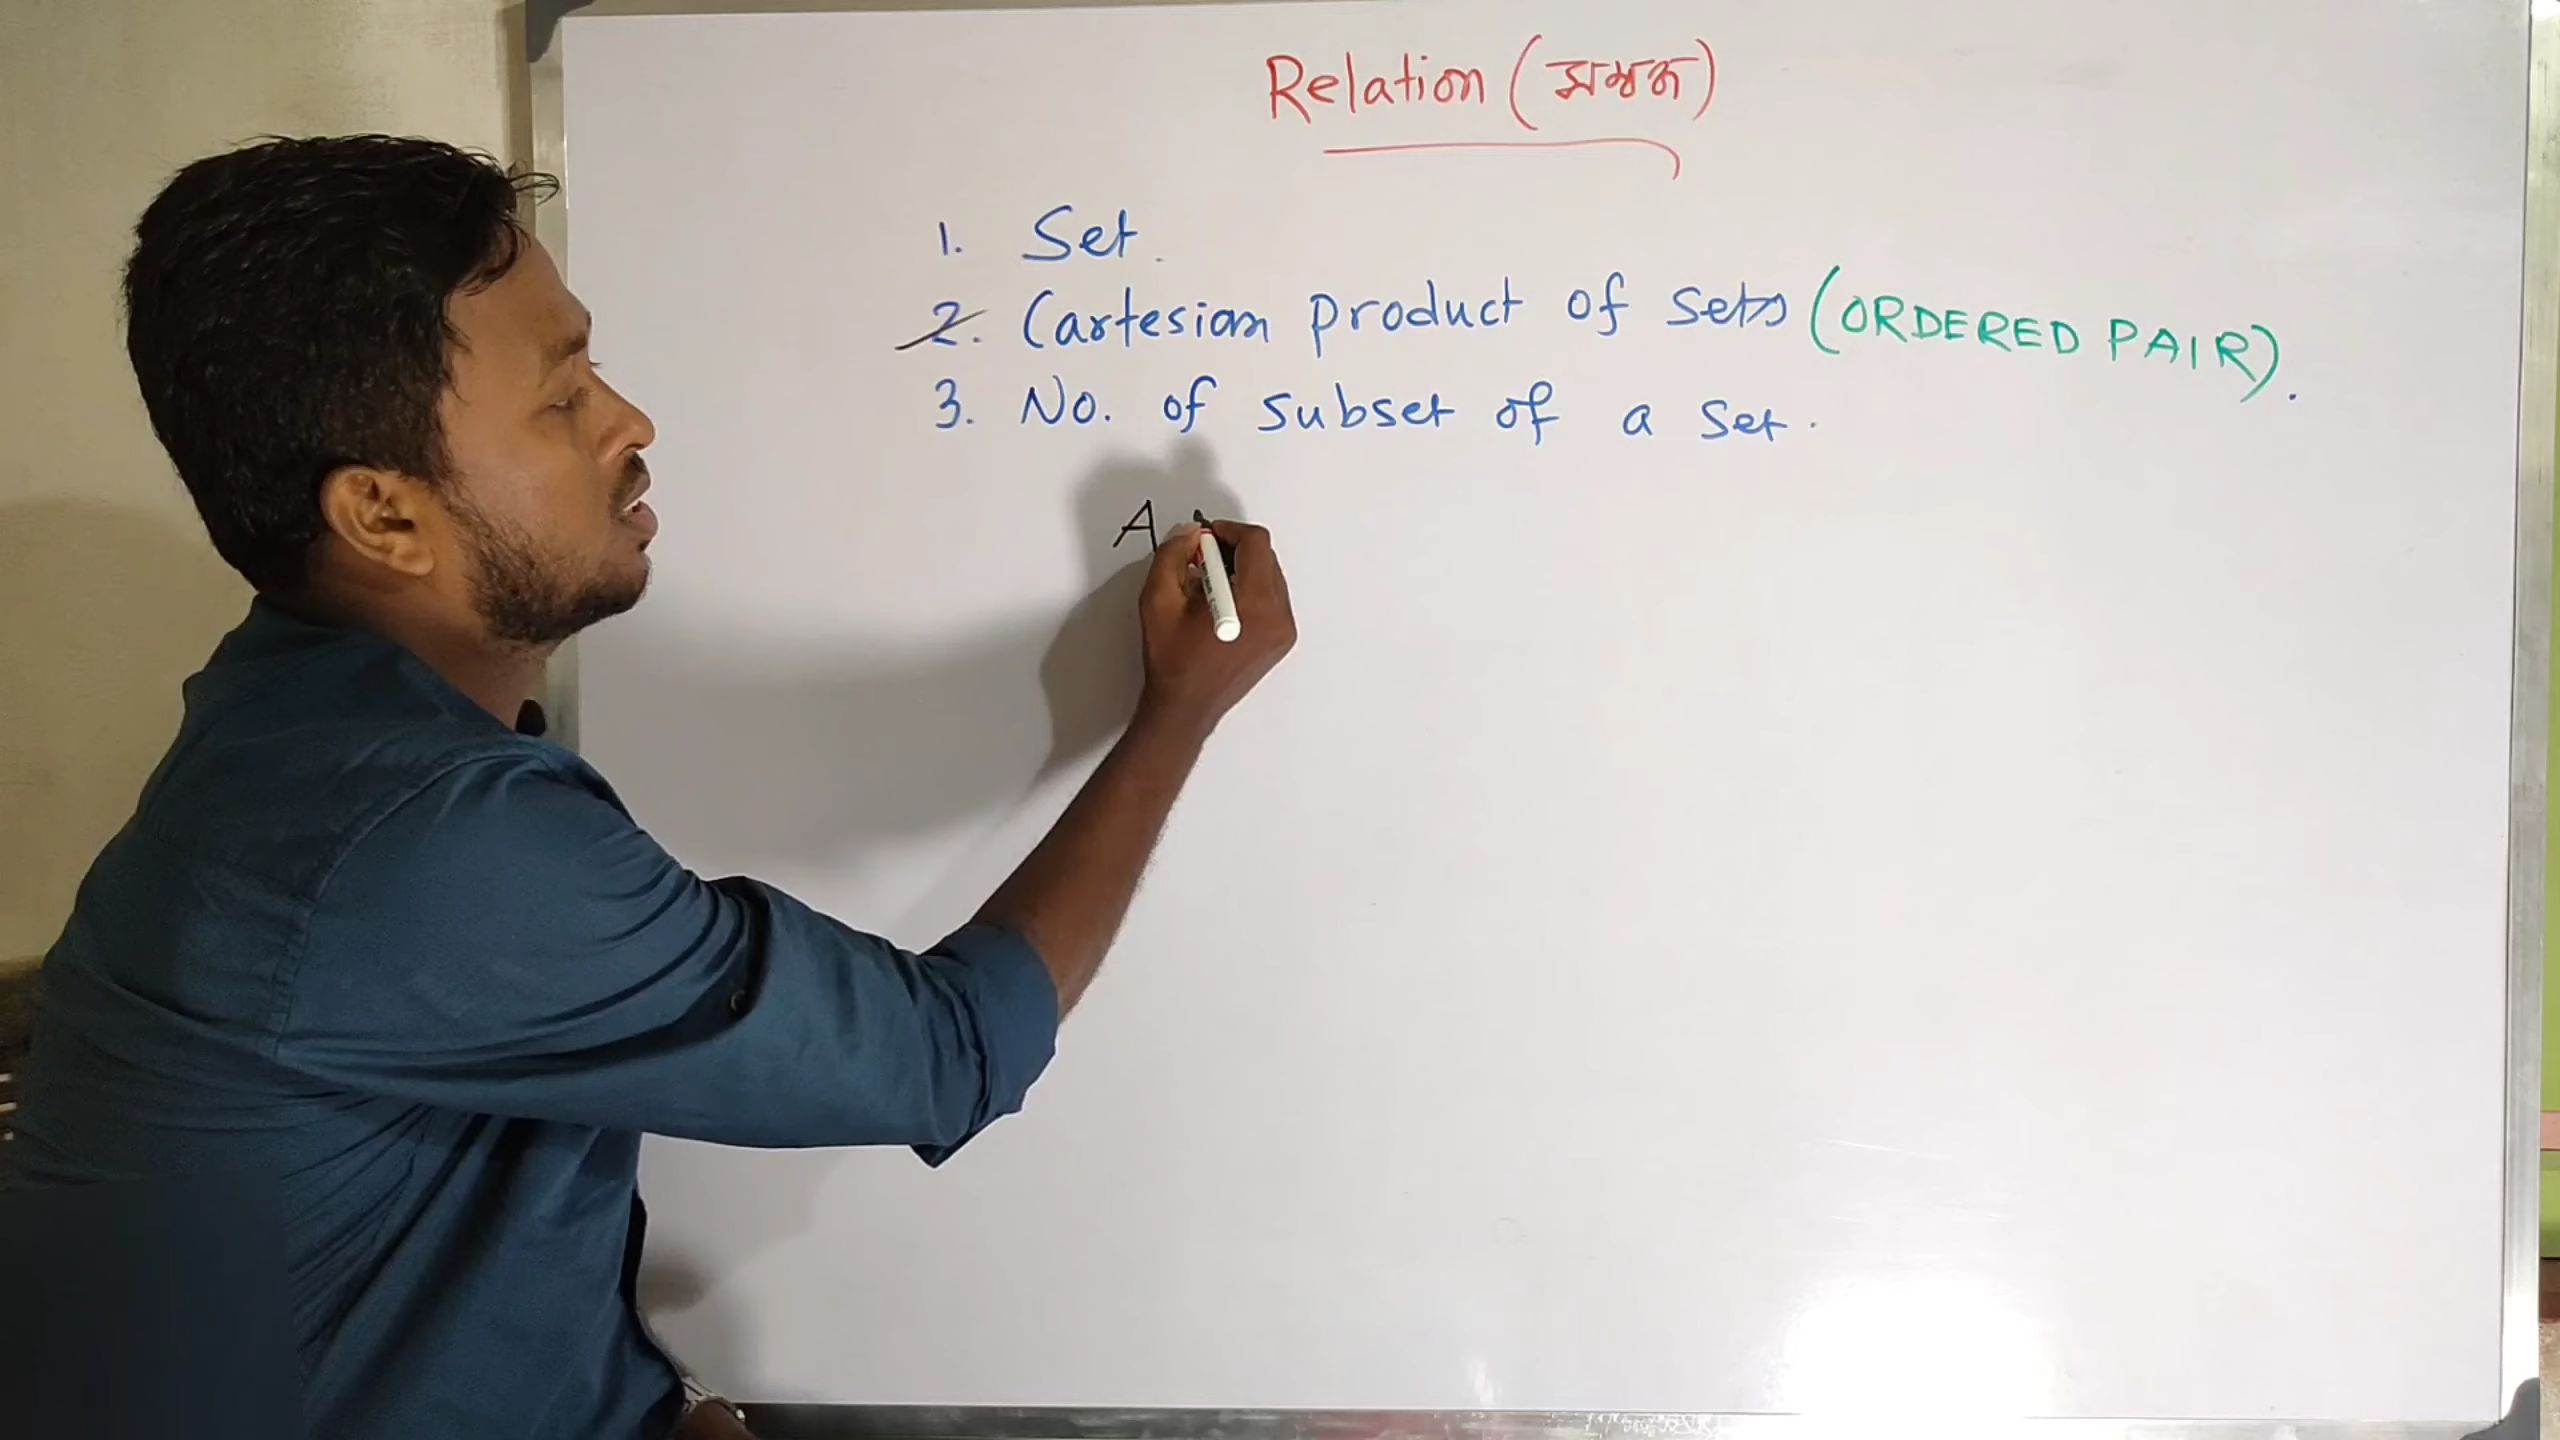 Relation (সম্বন্ধ)
1. Set.
2. Cartesian product of sets (ORDERED PAIR).
3. No. of subset of a set.
A